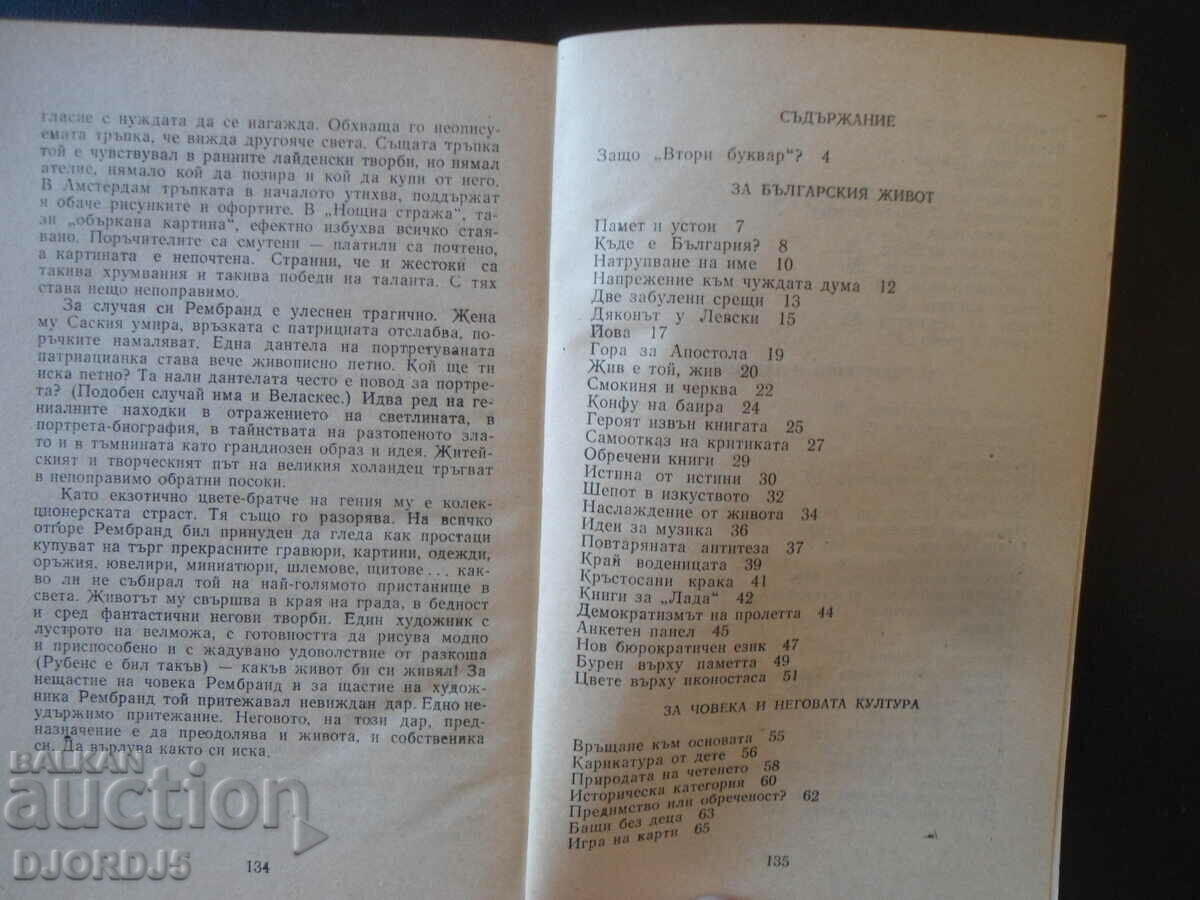 гласие с нуждата да се нагажда. Обхваща го неописуемата
емата тръпка, че вижда другояче света. Същата тръпка
той е чувствувал в ранните лайденски творби, но нямал
ателие, нямало кой да позира и кой да купи от него.
В Амстердам тръпката в началото утихва, поддържат
я обаче рисунките и офортите. В „Нощна стража“, та-
зи „объркана картина“, ефектно избухва всичко стая-
вано. Поръчителите са смутени — платили са почтено,
а картината е непочтена. Странни, че и жестоки са
такива хрумвания и такива победи на таланта. С тях
става нещо непоправимо.
За случая си Рембранд е улеснен трагично. Жена
му Саския умира, връзката с патрициата отслабва, по-
ръчките намаляват. Една дантела на портретуваната
патриацианка става вече живописно петно. Кой ще ти
иска петно? Та нали дантелата често е повод за портре-
та? (Подобен случай има и Веласкес.) Идва ред на ге-
ниалните находки в отражението на светлината, в
портрета-биография, в тайнствата на разтопеното зла-
то и в тъмнината като грандиозен образ и идея. Житей-
ският и творческият път на великия холандец тръгват
в непоправимо обратни посоки.
Като екзотично цвете-братче на гения му е колек-
ционерската страст. Тя също го разорява. На всичко
отгоре Рембранд бил принуден да гледа как простаци
купуват на търг прекрасните гравюри, картини, одежди,
оръжия, ювелири, миниатюри, шлемове, щитове... как-
во ли не събирал той на най-голямото пристанище в
света. Животът му свършва в края на града, в бедност
и сред фантастични негови творби. Един художник с
лустрото на велможа, с готовността да рисува модно
и приспособено и с жадувано удоволствие от разкоша
(Рубенс е бил такъв) — какъв живот би си живял! За
нещастие на човека Рембранд и за щастие на худож-
ника Рембранд той притежавал невиждан дар. Едно не-
удържимо притежание. Неговото, на този дар, пред-
назначение е да преодолява и живота, и собственика
си. Да върлува както си иска.
134
СЪДЪРЖАНИЕ
Защо „Втори буквар“? 4
ЗА БЪЛГАРСКИЯ ЖИВОТ
Памет и устои 7
Къде е България? 8
Натрупване на име 10
Напрежение към чуждата дума 12
Две забулени срещи 13
Дяконът у Левски 15
Йова 17
Гора за Апостола 19
Жив е той, жив 20
Смокиня и черква 22
Конфу на баира 24
Героят извън книгата 25
Самоотказ на критиката 27
Обречени книги 29
Истина от истини 30
Шепот в изкуството 32
Наслаждение от живота 34
Идеи за музика 36
Повтаряната антитеза 37
Край воденицата 39
Кръстосани крака 41
Книги за „Лада“ 42
Демократизмът на пролетта 44
Анкетен панел 45
Нов бюрократичен език 47
Бурен върху паметта 49
Цвете върху иконостаса 51
ЗА ЧОВЕКА И НЕГОВАТА КУЛТУРА
Връщане към основата 55
Карикатура от дете 56
Природата на четенето 58
Историческа категория 60
Предимство или обреченост? 62
Бащи без деца 63
Игра на карти 65
135
BALKAN
auction
DJORDJ5